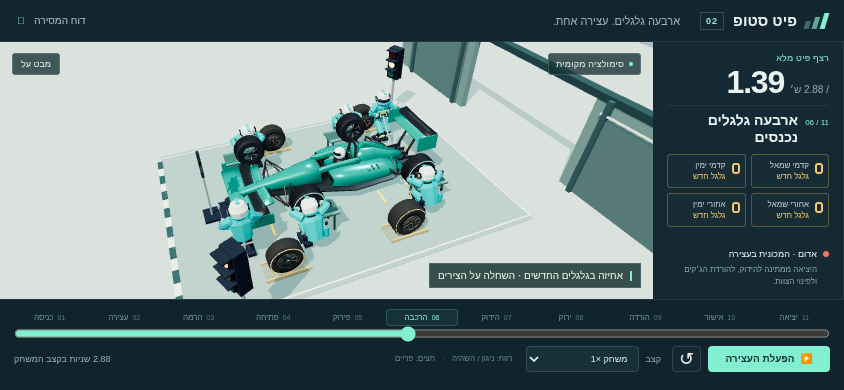 פיט סטופ
02
ארבעה גלגלים. עצירה אחת.
דוח המסירה
רצף פיט מלא
1.39
/ 2.88 ש׳
06 / 11
ארבעה גלגלים
נכנסים
קדמי שמאל
גלגל חדש
קדמי ימין
גלגל חדש
אחורי שמאל
גלגל חדש
אחורי ימין
גלגל חדש
אדום · המכונית בעצירה
היציאה ממתינה להידוק, להורדת הג׳קים
ולפינוי הצוות.
סימולציה מקומית
מבט על
אחיזה בגלגלים החדשים · השחלה על הצירים
01 כניסה
02 עצירה
03 הרמה
04 פתיחה
05 פירוק
06 הרכבה
07 הידוק
08 ירוק
09 הורדה
10 אישור
11 יציאה
הפעלת העצירה
קצב
משחק ×1
רווח: ניגון / השהיה · חצים: פריים
2.88 שניות בקצב המשחק